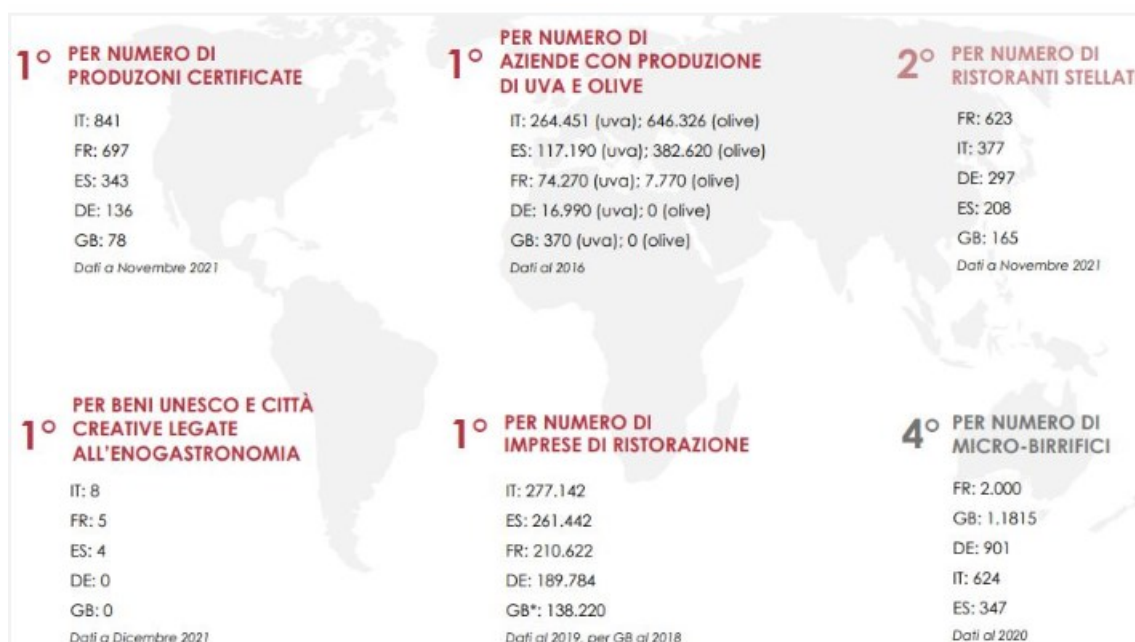 1°
PER NUMERO DI
PRODUZONI CERTIFICATE
IT: 841
FR: 697
ES: 343
DE: 136
GB: 78
Dati a Novembre 2021
1°
PER NUMERO DI
AZIENDE CON PRODUZIONE
DI UVA E OLIVE
IT: 264.451 (uva); 646.326 (olive)
ES: 117.190 (uva); 382.620 (olive)
FR: 74.270 (uva); 7.770 (olive)
DE: 16.990 (uva); 0 (olive)
GB: 370 (uva); 0 (olive)
Dati al 2016
2°
PER NUMERO DI
RISTORANTI STELLAT
FR: 623
IT: 377
DE: 297
ES: 208
GB: 165
Dati a Novembre 2021
1°
PER BENI UNESCO E CITTÀ
CREATIVE LEGATE
ALL'ENOGASTRONOMIA
IT: 8
FR: 5
ES: 4
DE: 0
GB: 0
Dati a Dicembre 2021
1°
PER NUMERO DI
IMPRESE DI RISTORAZIONE
IT: 277.142
ES: 261.442
FR: 210.622
DE: 189.784
GB*: 138.220
Dati al 2019, per GB al 2018
4°
PER NUMERO DI
MICRO-BIRRIFICI
FR: 2.000
GB: 1.1815
DE: 901
IT: 624
ES: 347
Dati al 2020